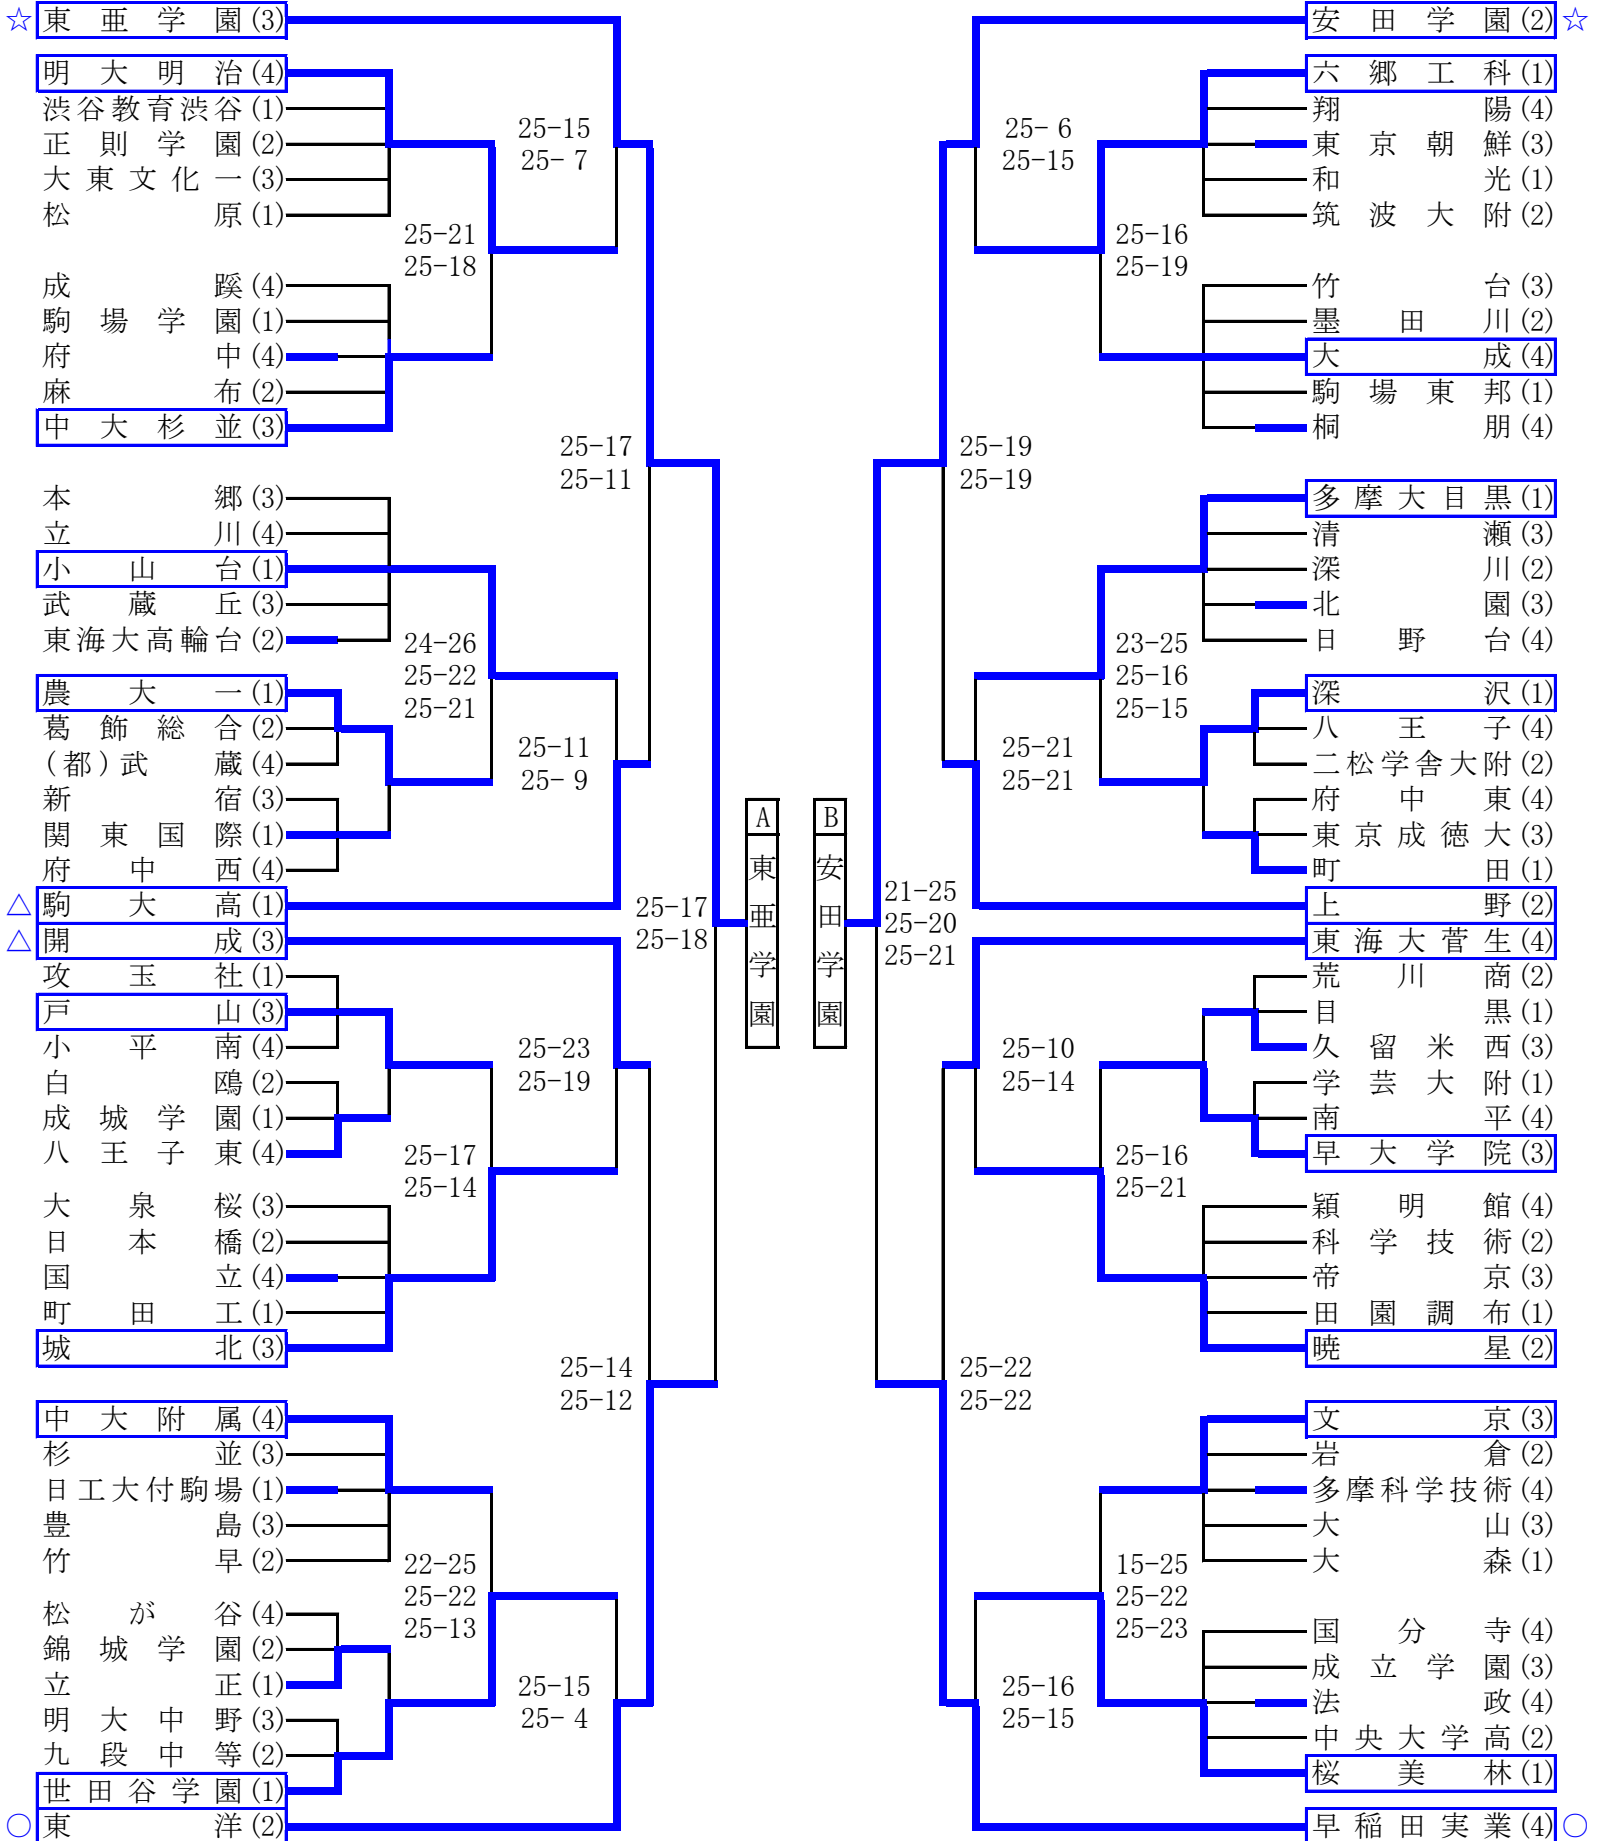 ☆東亜学園(3)
明大明治(4)
渋谷教育渋谷(1)
正則学園(2)
大東文化一(3)
松原(1)
成蹊(4)
駒場学園(1)
府中(4)
麻布(2)
中大杉並(3)
本郷(3)
立川(4)
小山台(1)
武蔵丘(3)
東海大高輪台(2)
農大一(1)
葛飾総合(2)
(都)武蔵(4)
新宿(3)
関東国際(1)
府中西(4)
△駒大高(1)
△開成(3)
攻玉社(1)
戸山(3)
小平南(4)
白鴎(2)
成城学園(1)
八王子東(4)
大泉桜(3)
日本橋(2)
国立(4)
町田工(1)
城北(3)
中大附属(4)
杉並(3)
日工大付駒場(1)
豊島(3)
竹早(2)
松が谷(4)
錦城学園(2)
立正(1)
明大中野(3)
九段中等(2)
世田谷学園(1)
○東洋(2)
25-21
25-18
24-26
25-22
25-21
25-17
25-14
22-25
25-22
25-13
25-15
25- 7
25-11
25- 9
25-23
25-19
25-15
25- 4
25-17
25-11
25-14
25-12
25-17
25-18
A
東亜学園
B
安田学園
21-25
25-20
25-21
25-19
25-19
25-22
25-22
25- 6
25-15
25-21
25-21
25-10
25-14
25-16
25-15
25-16
25-19
23-25
25-16
25-15
25-16
25-21
15-25
25-22
25-23
安田学園(2)☆
六郷工科(1)
翔陽(4)
東京朝鮮(3)
和光(1)
筑波大附(2)
竹台(3)
墨田川(2)
大成(4)
駒場東邦(1)
桐朋(4)
多摩大目黒(1)
清瀬(3)
深川(2)
北園(3)
日野台(4)
深沢(1)
八王子(4)
二松学舎大附(2)
府中東(4)
東京成徳大(3)
町田(1)
上野(2)
東海大菅生(4)
荒川商(2)
目黒(1)
久留米西(3)
学芸大附(1)
南平(4)
早大学院(3)
穎明館(4)
科学技術(2)
帝京(3)
田園調布(1)
暁星(2)
文京(3)
岩倉(2)
多摩科学技術(4)
大山(3)
大森(1)
国分寺(4)
成立学園(3)
法政(4)
中央大学高(2)
桜美林(1)
早稲田実業(4)○